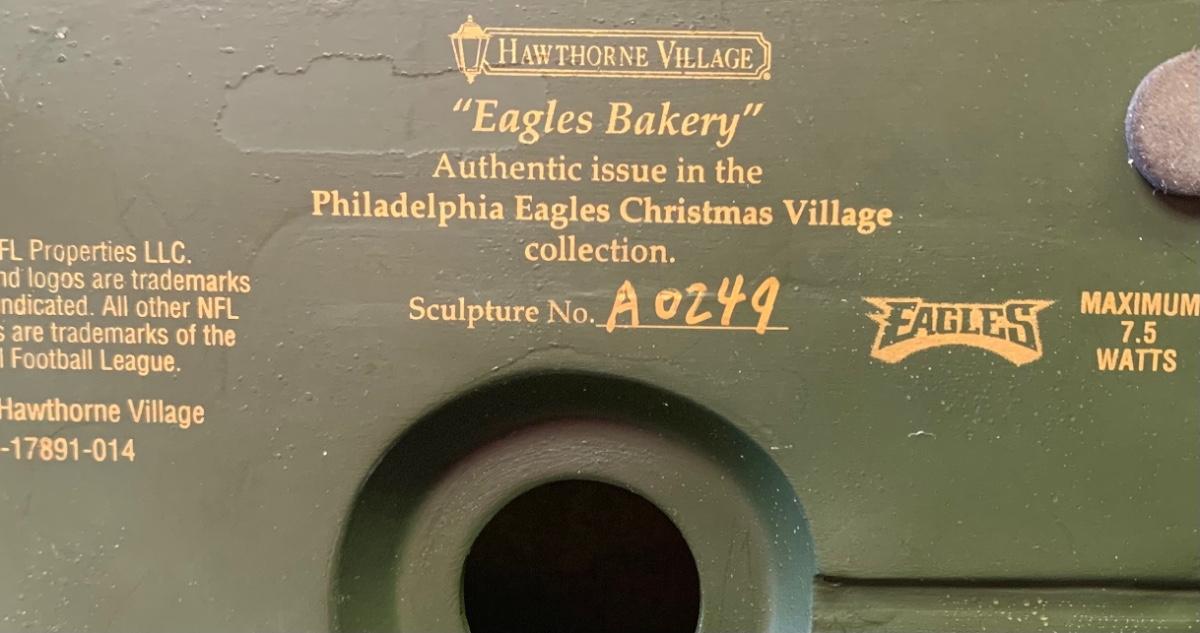 HAWTHORNE VILLAGE
"Eagles Bakery"
Authentic issue in the
Philadelphia Eagles Christmas Village
collection.
Sculpture No. A0249
FL Properties LLC.
nd logos are trademarks
ndicated. All other NFL
s are trademarks of the
l Football League.
Hawthorne Village
-17891-014
EAGLES
MAXIMUM
7.5
WATTS